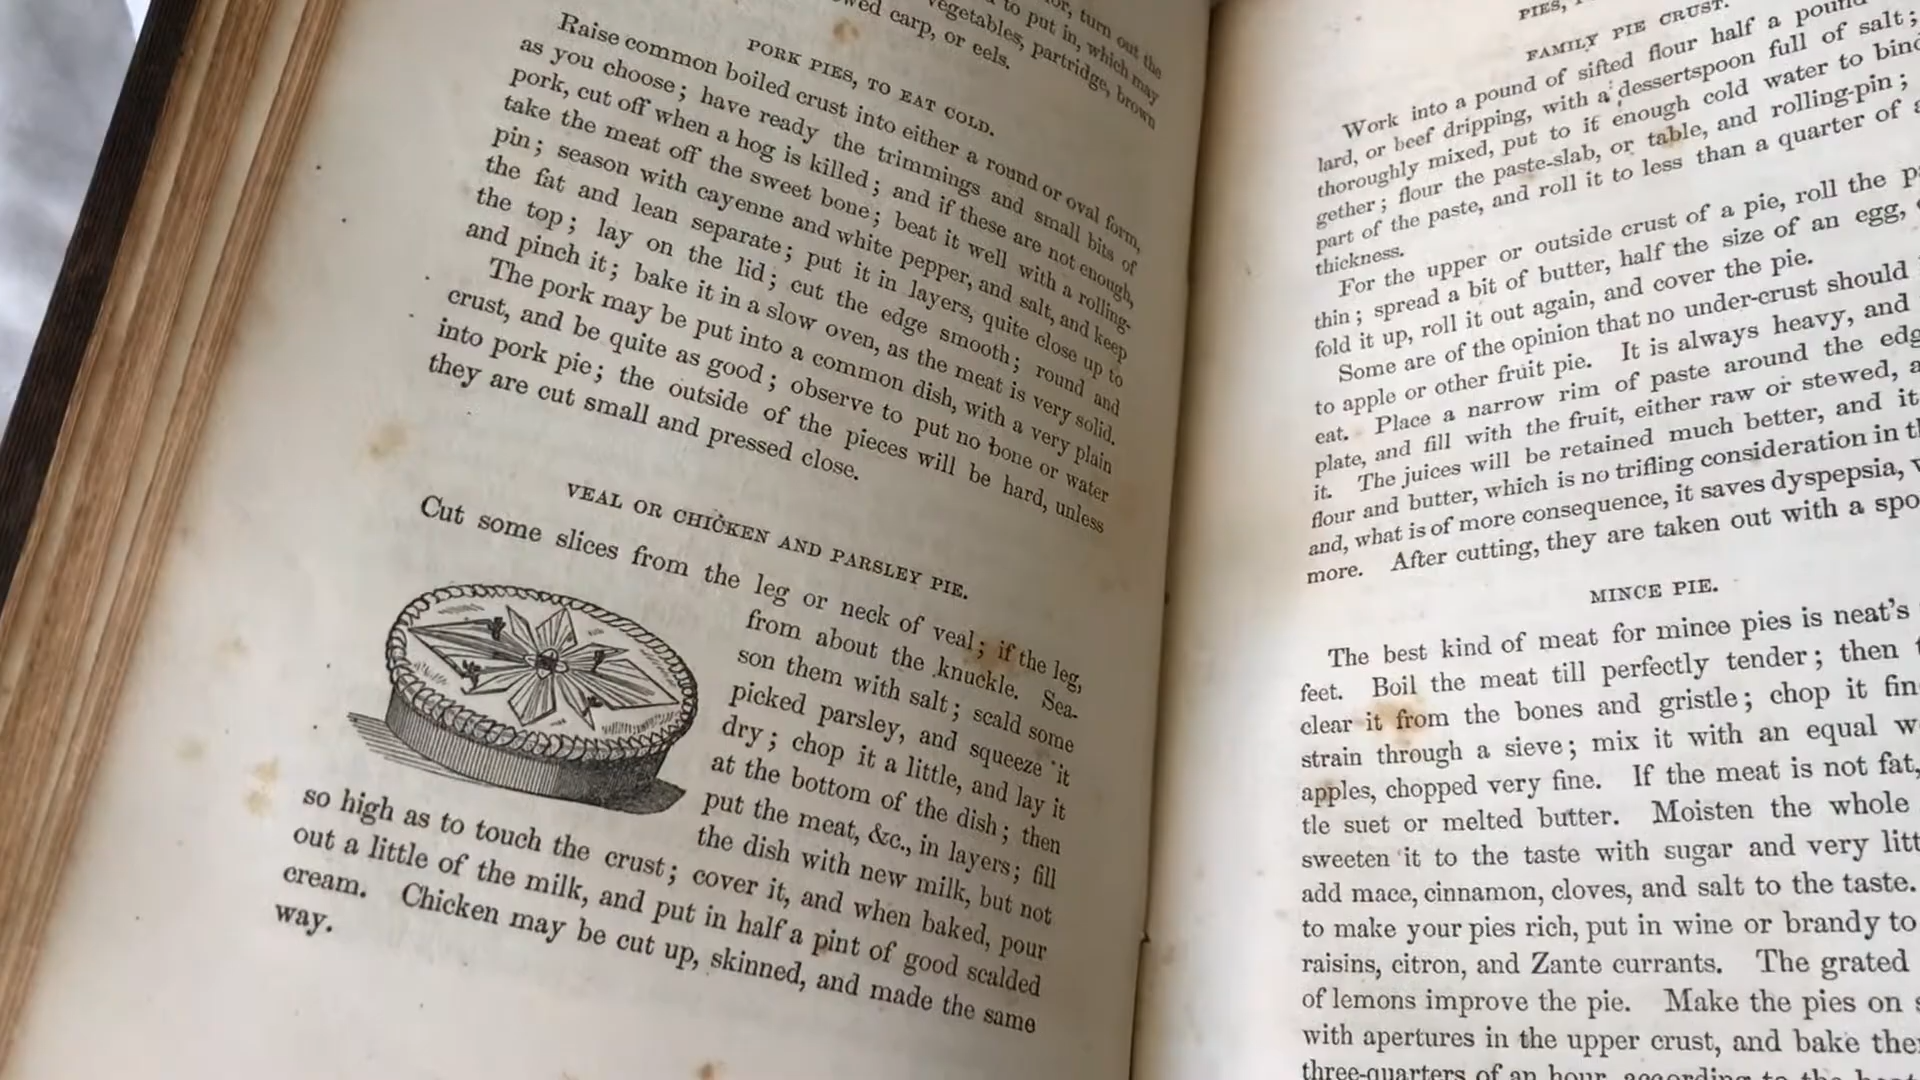 or, turn out the
to put in, which may
vegetables, partridge, brown
carp, or eels.
PORK PIES, TO EAT COLD.
Raise common boiled crust into either a round or oval form,
as you choose; have ready the trimmings and small bits of
pork, cut off when a hog is killed; and if these are not enough,
take the meat off the sweet bone; beat it well with a rolling-
pin; season with cayenne and white pepper, and salt, and keep
the fat and lean separate; put it in layers, quite close up to
the top; lay on the lid; cut the edge smooth; round and
and pinch it; bake it in a slow oven, as the meat is very solid.
The pork may be put into a common dish, with a very plain
crust, and be quite as good; observe to put no bone or water
into pork pie; the outside of the pieces will be hard, unless
they are cut small and pressed close.
VEAL OR CHICKEN AND PARSLEY PIE.
Cut some slices from the leg or neck of veal; if the leg,
from about the knuckle. Sea-
son them with salt; scald some
picked parsley, and squeeze it
dry; chop it a little, and lay it
at the bottom of the dish; then
put the meat, &c., in layers; fill
the dish with new milk, but not
so high as to touch the crust; cover it, and when baked, pour
out a little of the milk, and put in half a pint of good scalded
cream. Chicken may be cut up, skinned, and made the same
way.
PIES,
FAMILY PIE CRUST.
Work into a pound of sifted flour half a pound
lard, or beef dripping, with a dessertspoon full of salt;
thoroughly mixed, put to it enough cold water to bind
gether; flour the paste-slab, or table, and rolling-pin;
part of the paste, and roll it to less than a quarter of a
thickness.
For the upper or outside crust of a pie, roll the
thin; spread a bit of butter, half the size of an egg,
fold it up, roll it out again, and cover the pie.
Some are of the opinion that no under-crust should
to apple or other fruit pie. It is always heavy, and
eat. Place a narrow rim of paste around the edg
plate, and fill with the fruit, either raw or stewed,
it. The juices will be retained much better, and it
flour and butter, which is no trifling consideration in
and, what is of more consequence, it saves dyspepsia,
more. After cutting, they are taken out with a spo
MINCE PIE.
The best kind of meat for mince pies is neat's
feet. Boil the meat till perfectly tender; then
clear it from the bones and gristle; chop it fin
strain through a sieve; mix it with an equal w
apples, chopped very fine. If the meat is not fat,
tle suet or melted butter. Moisten the whole
sweeten it to the taste with sugar and very litt
add mace, cinnamon, cloves, and salt to the taste.
to make your pies rich, put in wine or brandy to
raisins, citron, and Zante currants. The grated
of lemons improve the pie. Make the pies on
with apertures in the upper crust, and bake the
three-quarters of an hour, according to the heat